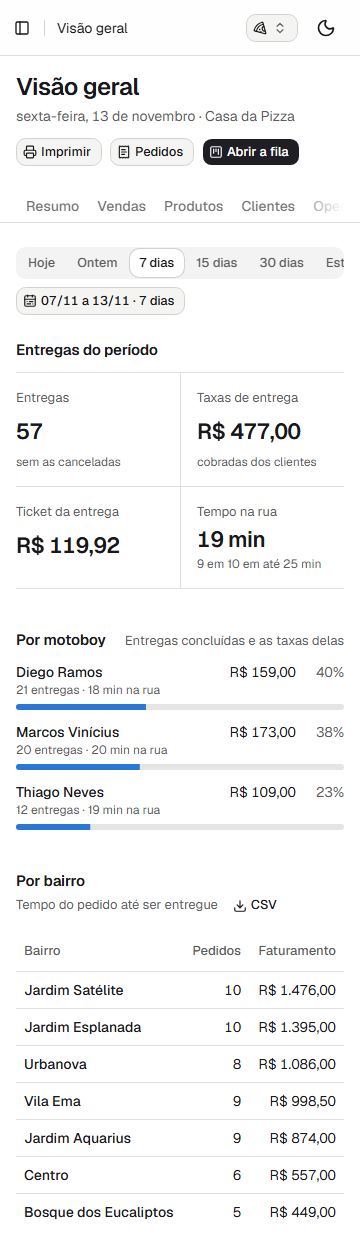 Visão geral
Visão geral
sexta-feira, 13 de novembro · Casa da Pizza
Imprimir Pedidos Abrir a fila
Resumo Vendas Produtos Clientes Ope
Hoje Ontem 7 dias 15 dias 30 dias Est
07/11 a 13/11 · 7 dias
Entregas do período
Entregas Taxas de entrega
57 R$ 477,00
sem as canceladas cobradas dos clientes
Ticket da entrega Tempo na rua
R$ 119,92 19 min
9 em 10 em até 25 min
Por motoboy Entregas concluídas e as taxas delas
Diego Ramos R$ 159,00 40%
21 entregas · 18 min na rua
Marcos Vinícius R$ 173,00 38%
20 entregas · 20 min na rua
Thiago Neves R$ 109,00 23%
12 entregas · 19 min na rua
Por bairro
Tempo do pedido até ser entregue CSV
Bairro Pedidos Faturamento
Jardim Satélite 10 R$ 1.476,00
Jardim Esplanada 10 R$ 1.395,00
Urbanova 8 R$ 1.086,00
Vila Ema 9 R$ 998,50
Jardim Aquarius 9 R$ 874,00
Centro 6 R$ 557,00
Bosque dos Eucaliptos 5 R$ 449,00